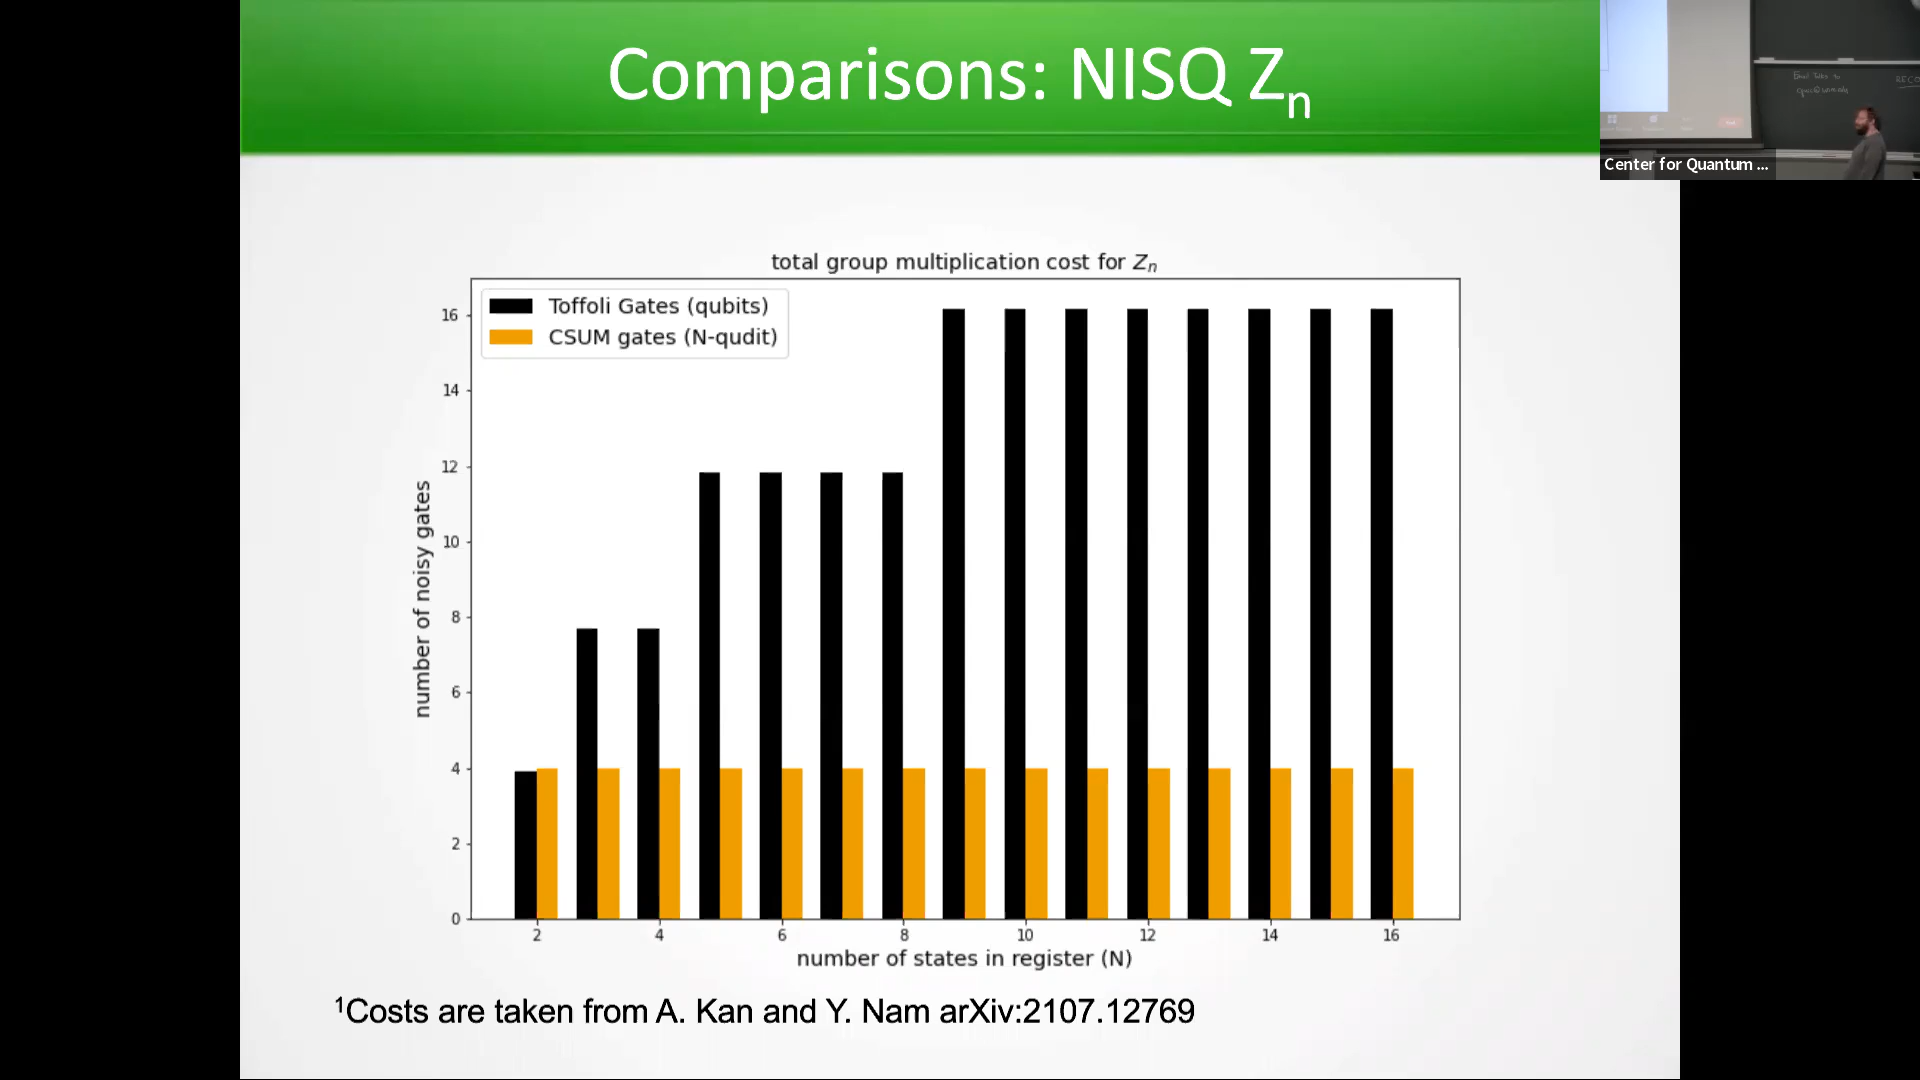 Comparisons: NISQ Zn
Center for Quantum ...
total group multiplication cost for Zn
Toffoli Gates (qubits)
CSUM gates (N-qudit)
16
14
12
10
8
6
4
2
0
number of noisy gates
2 4 6 8 10 12 14 16
number of states in register (N)
¹Costs are taken from A. Kan and Y. Nam arXiv:2107.12769